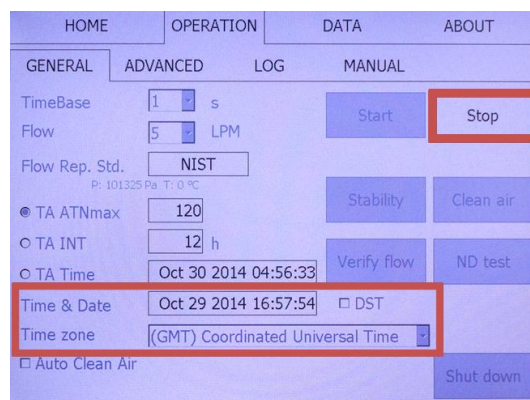 HOME OPERATION DATA ABOUT
GENERAL ADVANCED LOG MANUAL
TimeBase 1 s Start Stop
Flow 5 LPM
Flow Rep. Std. NIST
P: 101325 Pa T: 0 ºC
TA ATNmax 120 Stability Clean air
TA INT 12 h
TA Time Oct 30 2014 04:56:33 Verify flow ND test
Time & Date Oct 29 2014 16:57:54 DST
Time zone (GMT) Coordinated Universal Time
Auto Clean Air Shut down